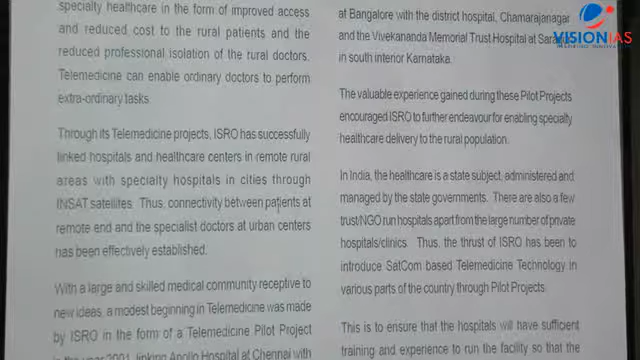 specialty healthcare in the form of improved access
and reduced cost to the rural patients and the
reduced professional isolation of the rural doctors.
Telemedicine can enable ordinary doctors to perform
extra-ordinary tasks.
Through its Telemedicine projects, ISRO has successfully
linked hospitals and healthcare centers in remote rural
areas with specialty hospitals in cities through
INSAT satellites. Thus, connectivity between patients at
remote end and the specialist doctors at urban centers
has been effectively established.
With a large and skilled medical community receptive to
new ideas, a modest beginning in Telemedicine was made
by ISRO in the form of a Telemedicine Pilot Project
in the year 2001, linking Apollo Hospital at Chennai with
at Bangalore with the district hospital, Chamarajanagar
and the Vivekananda Memorial Trust Hospital at
in south interior Karnataka.
The valuable experience gained during these Pilot Projects
encouraged ISRO to further endeavour for enabling specialty
healthcare delivery to the rural population.
In India, the healthcare is a state subject, administered and
managed by the state governments. There are also a few
trust/NGO run hospitals apart from the large number of private
hospitals/clinics. Thus, the thrust of ISRO has been to
introduce SatCom based Telemedicine Technology in
various parts of the country through Pilot Projects.
This is to ensure that the hospitals will have sufficient
training and experience to run the facility so that the
VISIONIAS